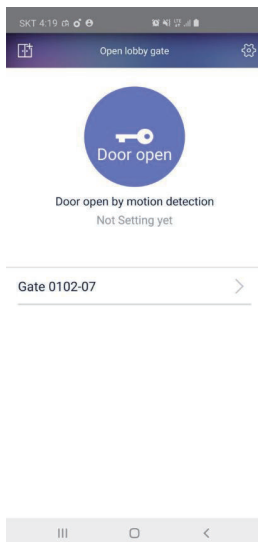 SKT 4:19
Open lobby gate
Door open
Door open by motion detection
Not Setting yet
Gate 0102-07